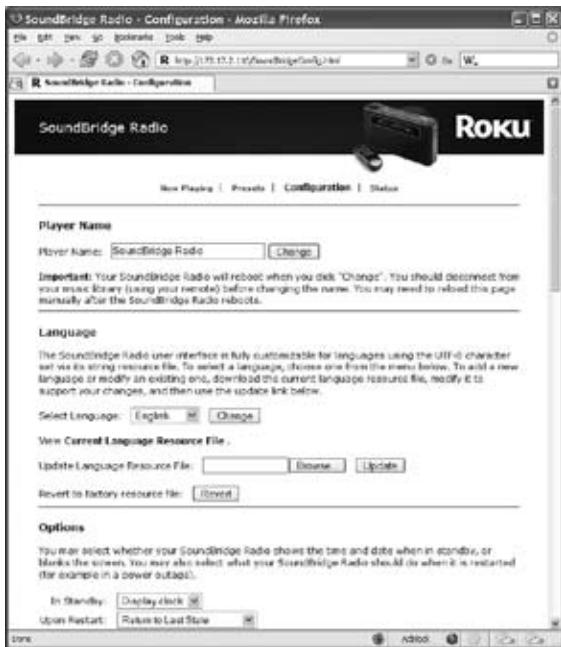 SoundBridge Radio - Configuration - Mozilla Firefox
File Edit View Go Bookmarks Tools Help
SoundBridge Radio - Configuration
SoundBridge Radio
ROKU
Now Playing | Presets | Configuration | Status
Player Name
Player Name: SoundBridge Radio Change
Important: Your SoundBridge Radio will reboot when you click "Change". You should disconnect from
your music library (using your remote) before changing the name. You may need to reload this page
manually after the SoundBridge Radio reboots.
Language
The SoundBridge Radio user interface is fully customizable for languages using the UTF-8 character
set via its string resource file. To select a language, choose one from the menu below. To add a new
language or modify an existing one, download the current language resource file, modify it to
support your changes, and then use the update link below.
Select Language: English Change
View Current Language Resource File .
Update Language Resource File: Browse... Update
Revert to factory resource file: Revert
Options
You may select whether your SoundBridge Radio shows the time and date when in standby, or
blanks the screen. You may also select what your SoundBridge Radio should do when it is restarted
(for example in a power outage).
In Standby: Display clock
Upon Restart: Return to Last State
Done Adblock